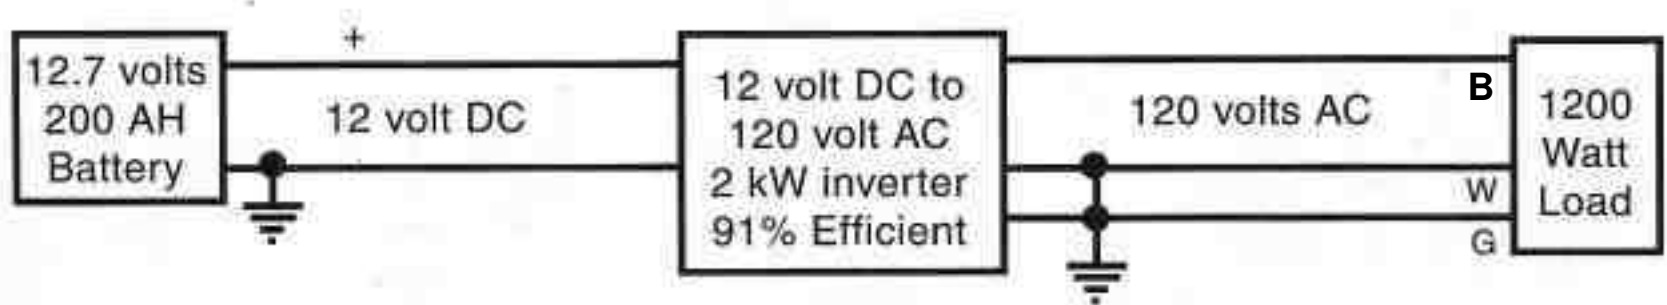 12.7 volts
200 AH
Battery
+
12 volt DC
12 volt DC to
120 volt AC
2 kW inverter
91% Efficient
120 volts AC
B
W
G
1200
Watt
Load